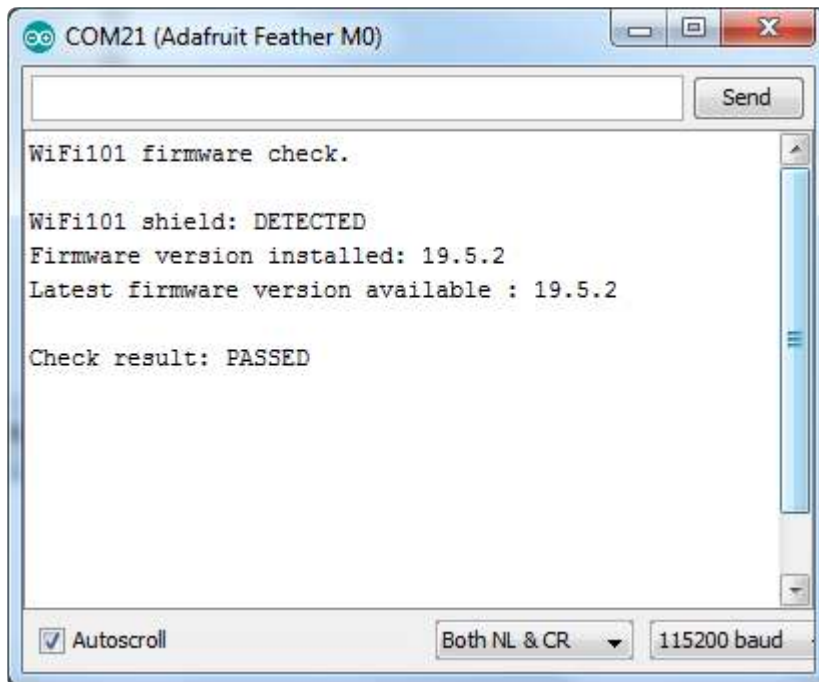 COM21 (Adafruit Feather M0)
Send
WiFi101 firmware check.
WiFi101 shield: DETECTED
Firmware version installed: 19.5.2
Latest firmware version available : 19.5.2
Check result: PASSED
Autoscroll
Both NL & CR
115200 baud